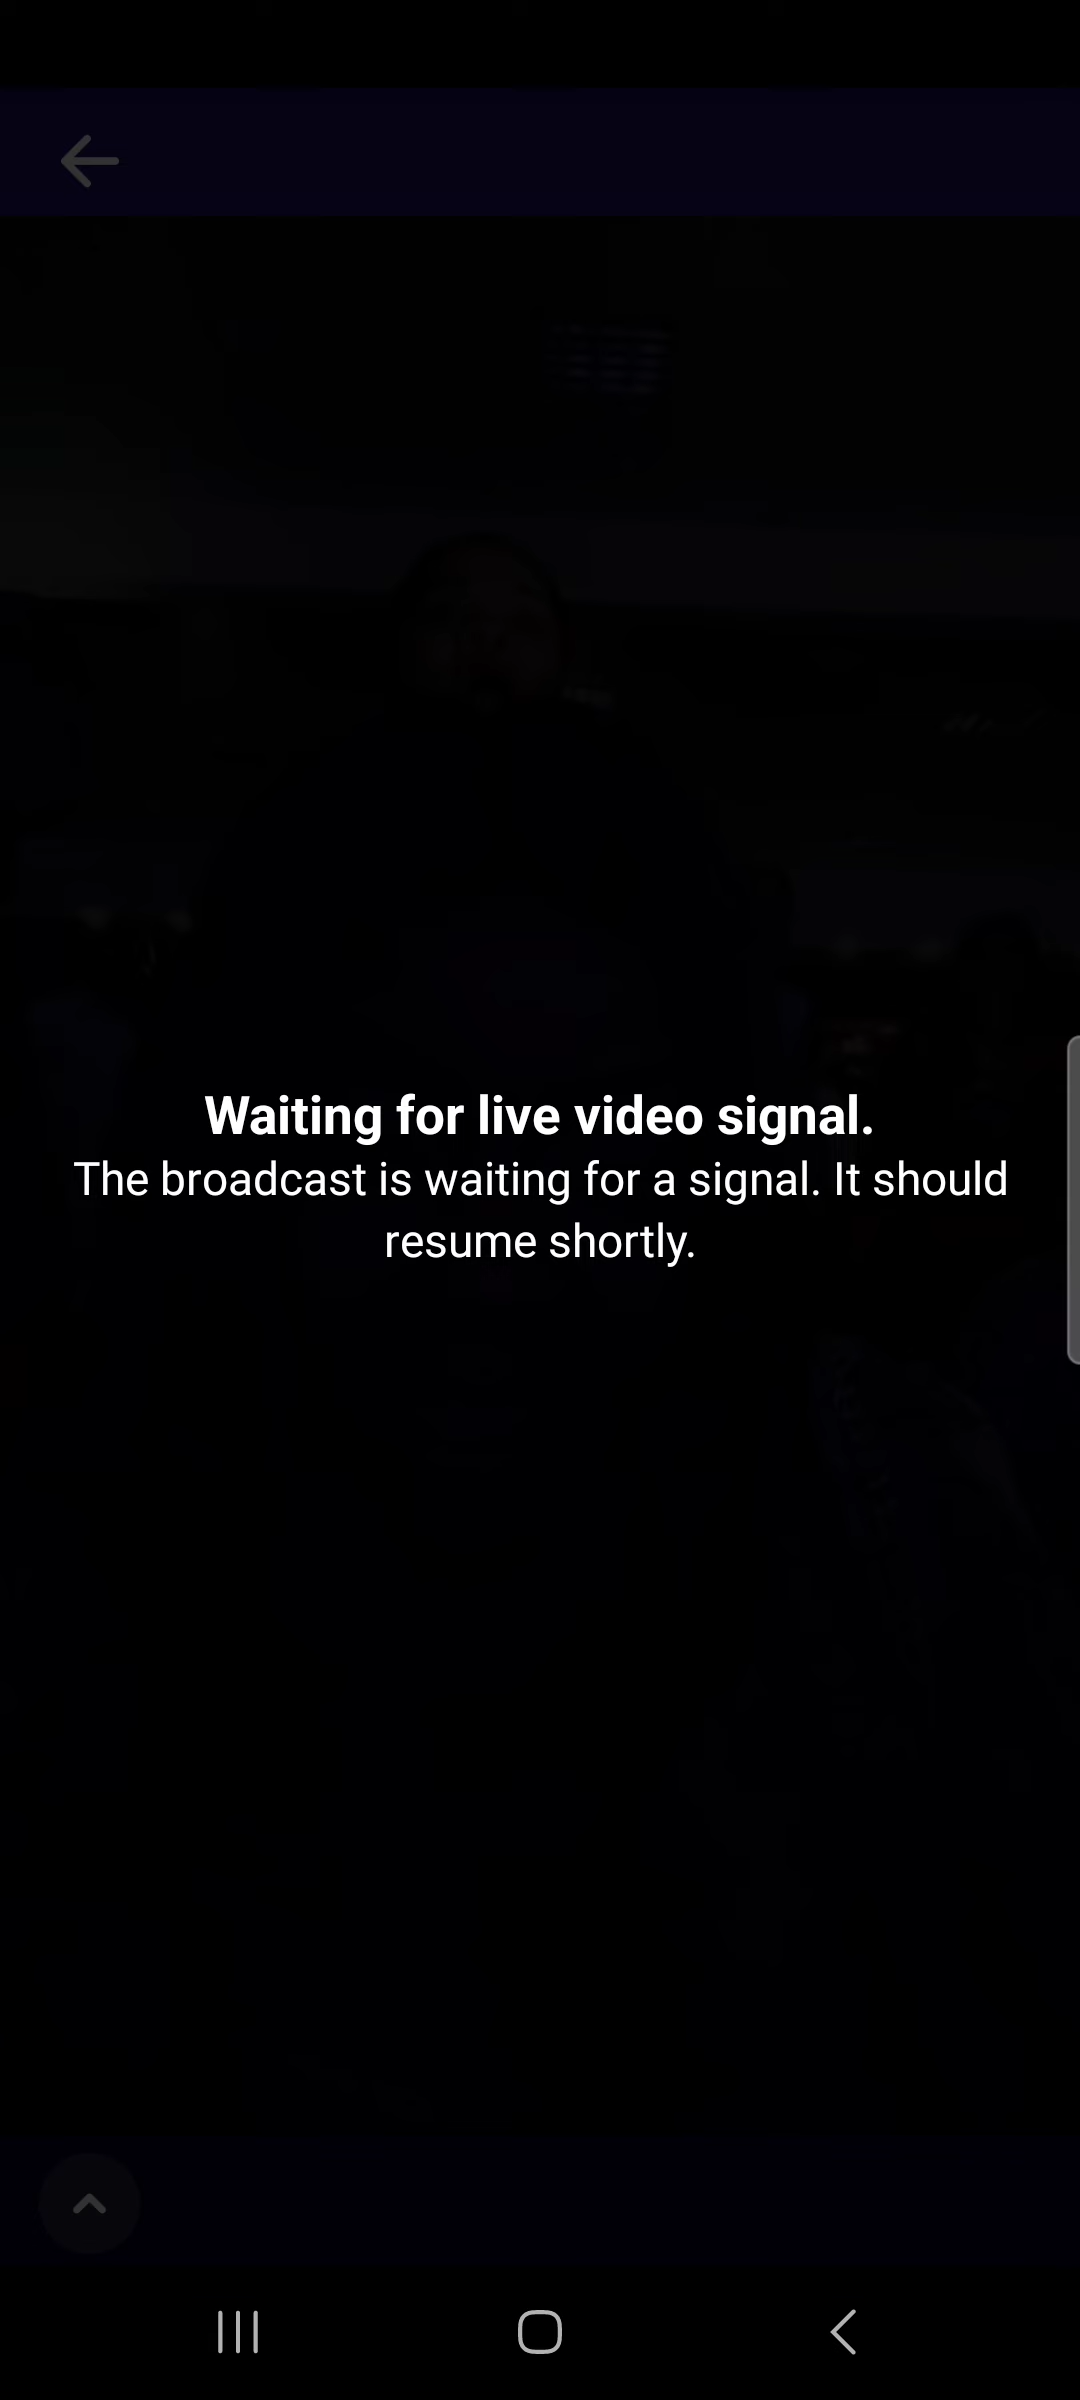 Waiting for live video signal.
The broadcast is waiting for a signal. It should
resume shortly.